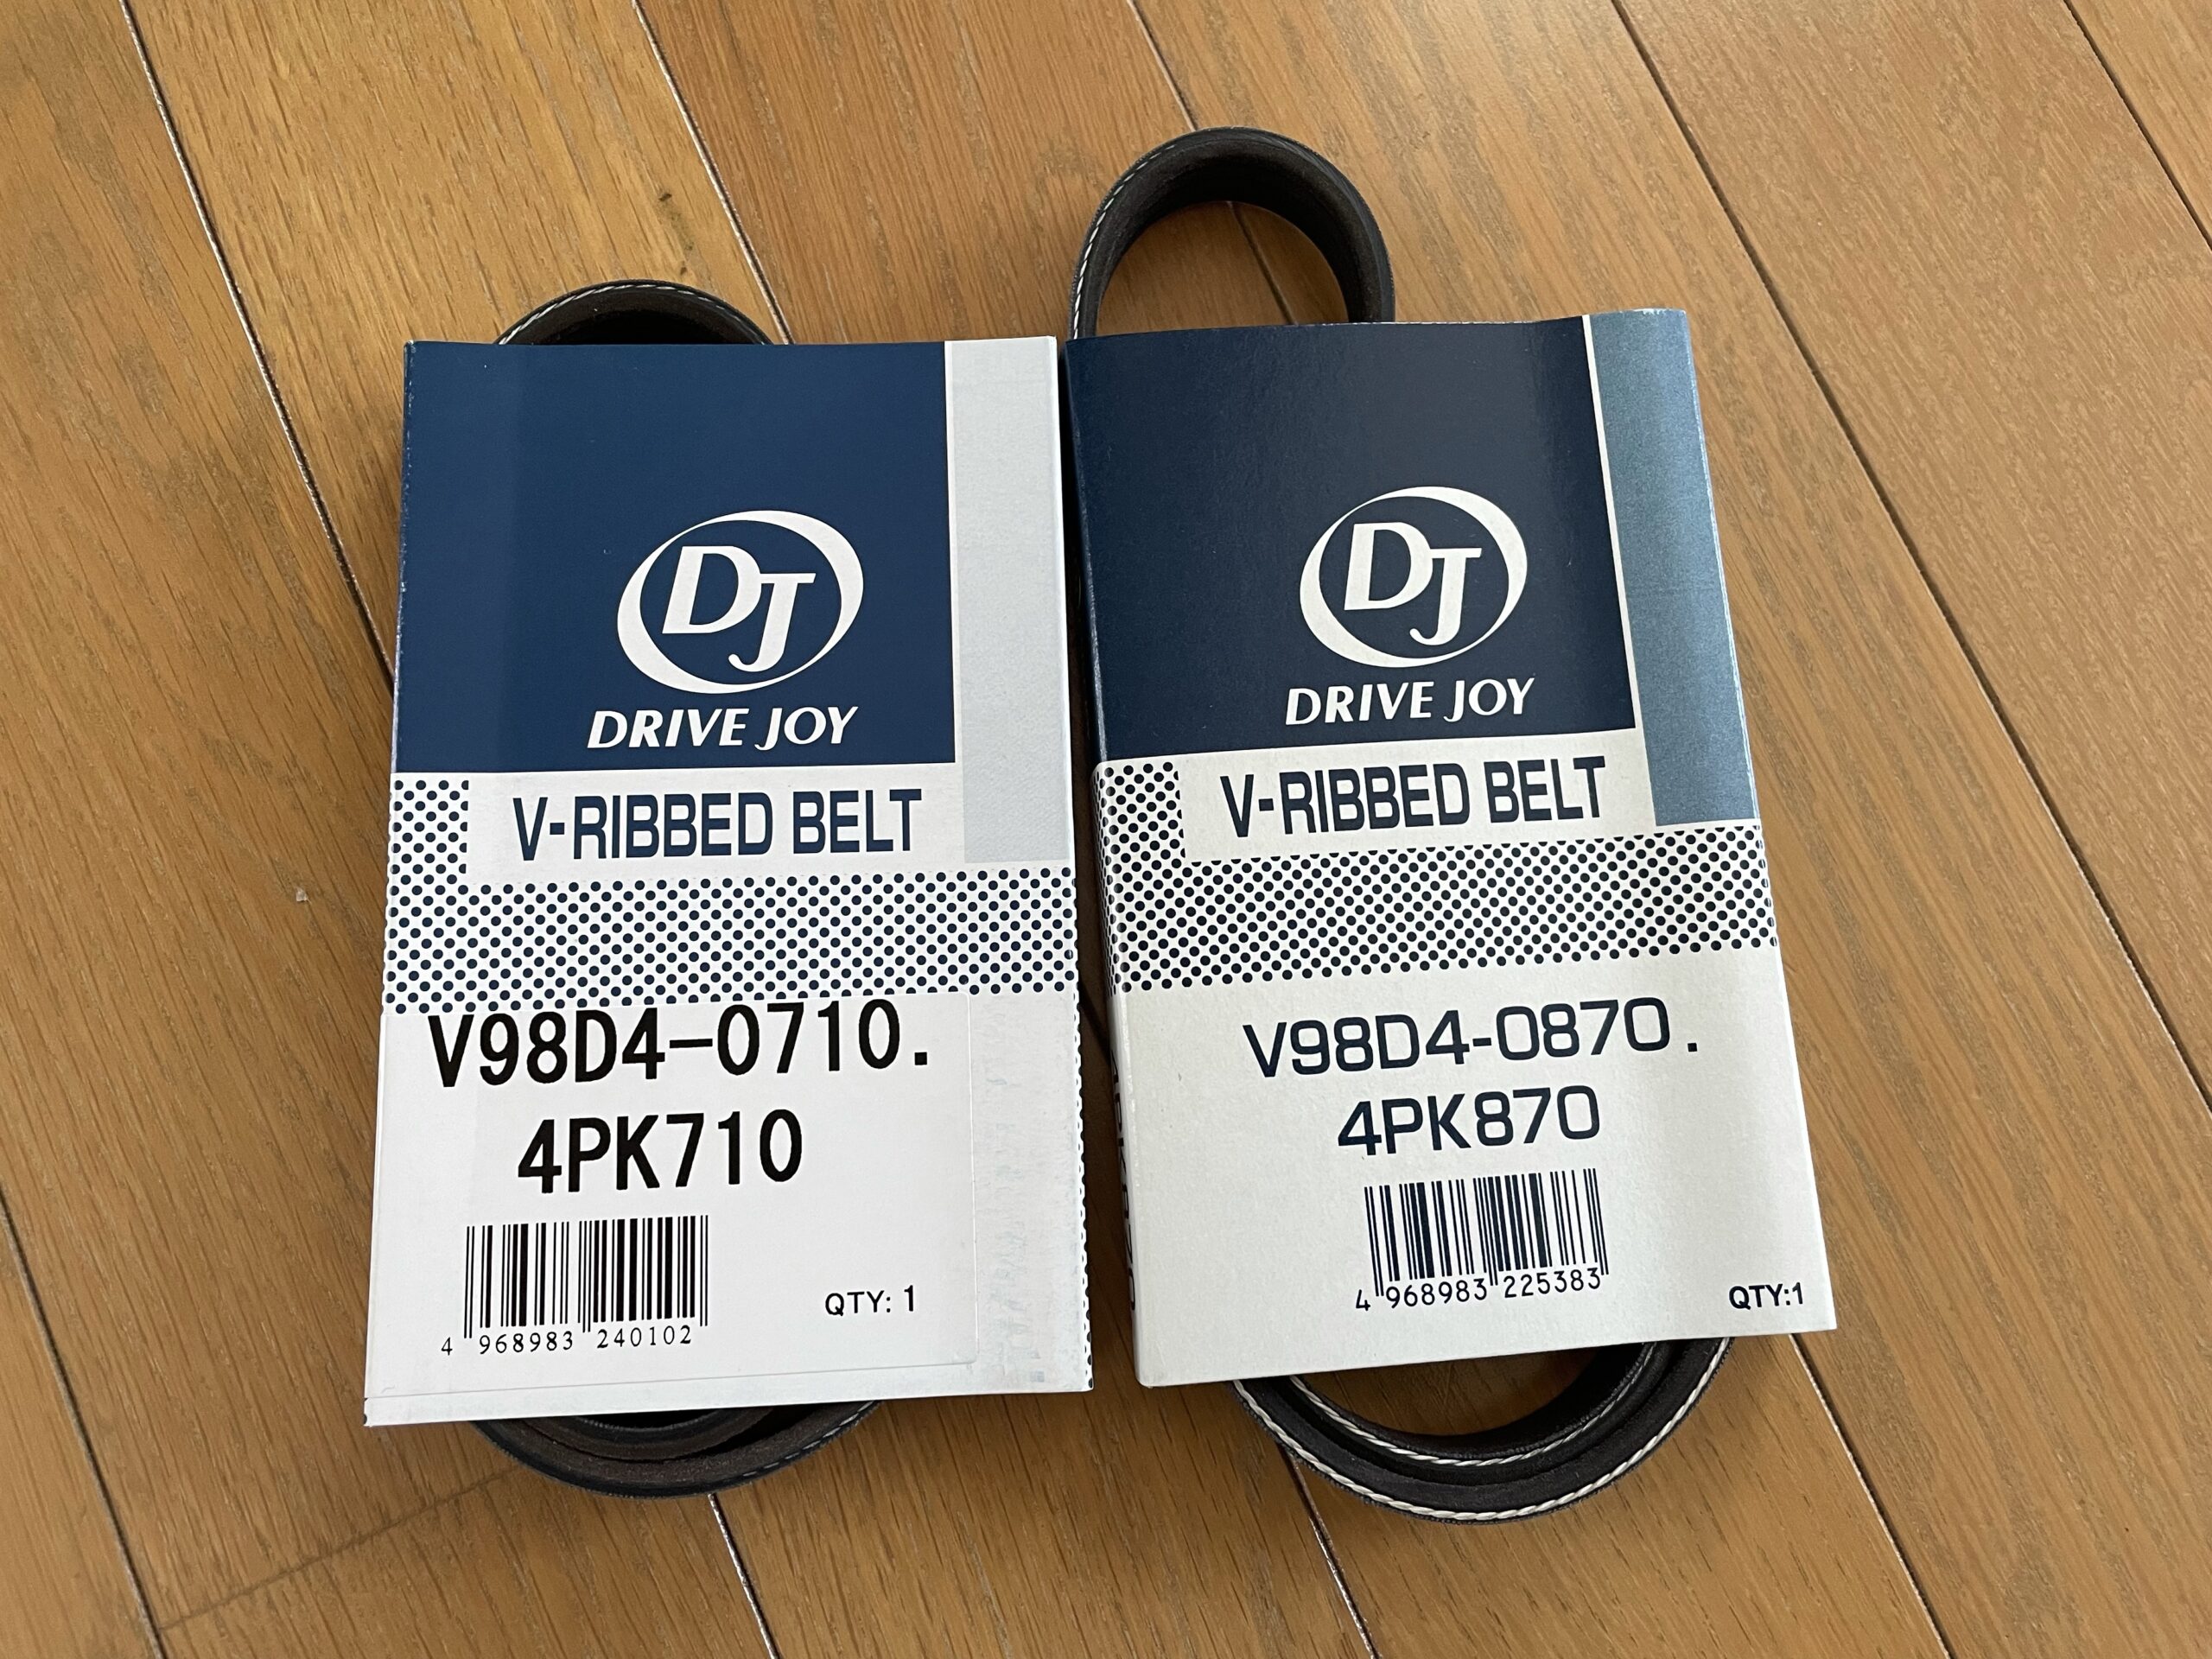 DJ
DRIVE JOY
V-RIBBED BELT
V98D4-0710.
4PK710
QTY: 1
4 968983 240102
DJ
DRIVE JOY
V-RIBBED BELT
V98D4-0870.
4PK870
4 968983 225383
QTY:1